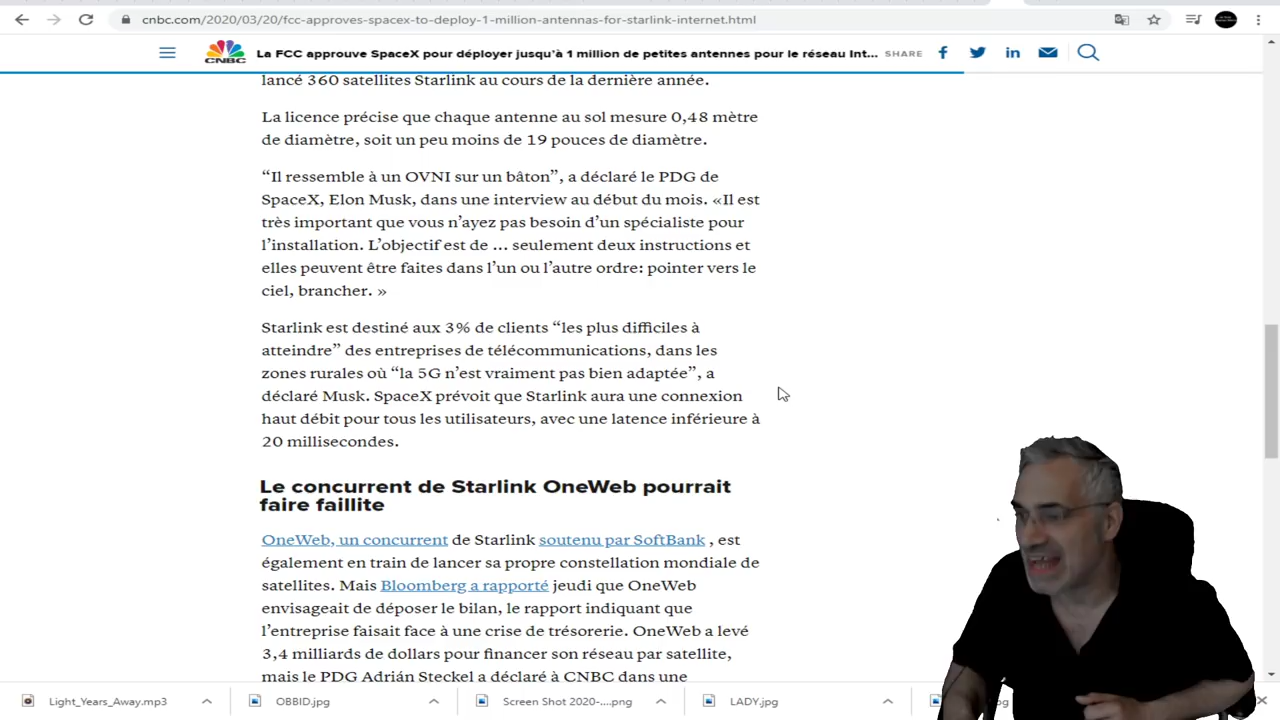 cnbc.com/2020/03/20/fcc-approves-spacex-to-deploy-1-million-antennas-for-starlink-internet.html
CNBC
La FCC approuve SpaceX pour déployer jusqu'à 1 million de petites antennes pour le réseau Int... SHARE
lancé 360 satellites Starlink au cours de la dernière année.
La licence précise que chaque antenne au sol mesure 0,48 mètre
de diamètre, soit un peu moins de 19 pouces de diamètre.
“Il ressemble à un OVNI sur un bâton”, a déclaré le PDG de
SpaceX, Elon Musk, dans une interview au début du mois. «Il est
très important que vous n’ayez pas besoin d’un spécialiste pour
l’installation. L’objectif est de ... seulement deux instructions et
elles peuvent être faites dans l’un ou l’autre ordre: pointer vers le
ciel, brancher. »
Starlink est destiné aux 3% de clients “les plus difficiles à
atteindre” des entreprises de télécommunications, dans les
zones rurales où “la 5G n’est vraiment pas bien adaptée”, a
déclaré Musk. SpaceX prévoit que Starlink aura une connexion
haut débit pour tous les utilisateurs, avec une latence inférieure à
20 millisecondes.
Le concurrent de Starlink OneWeb pourrait
faire faillite
OneWeb, un concurrent de Starlink soutenu par SoftBank , est
également en train de lancer sa propre constellation mondiale de
satellites. Mais Bloomberg a rapporté jeudi que OneWeb
envisageait de déposer le bilan, le rapport indiquant que
l’entreprise faisait face à une crise de trésorerie. OneWeb a levé
3,4 milliards de dollars pour financer son réseau par satellite,
mais le PDG Adrián Steckel a déclaré à CNBC dans une
Light_Years_Away.mp3 OBBID.jpg Screen Shot 2020-....png LADY.jpg